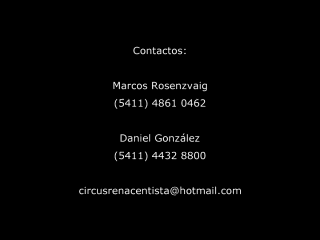 Contactos:
Marcos Rosenzvaig
(5411) 4861 0462
Daniel González
(5411) 4432 8800
circusrenacentista@hotmail.com